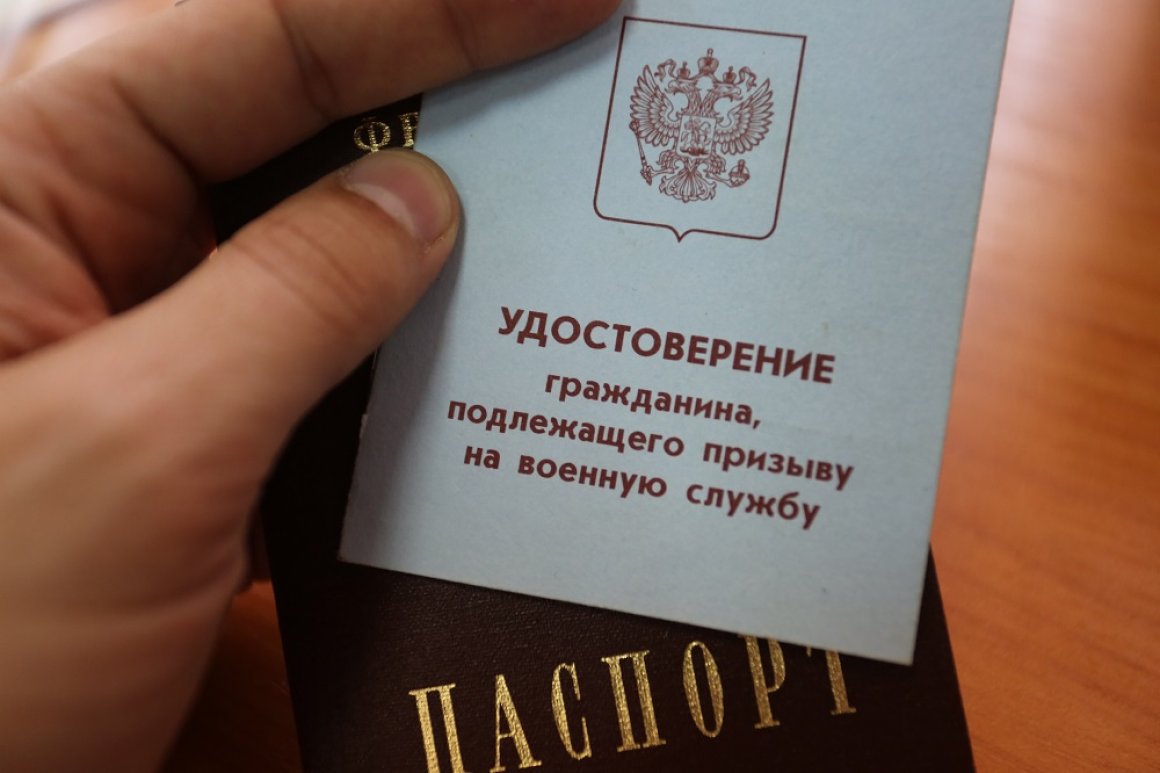 УДОСТОВЕРЕНИЕ
гражданина,
подлежащего призыву
на военную службу
ПАСПОРТ